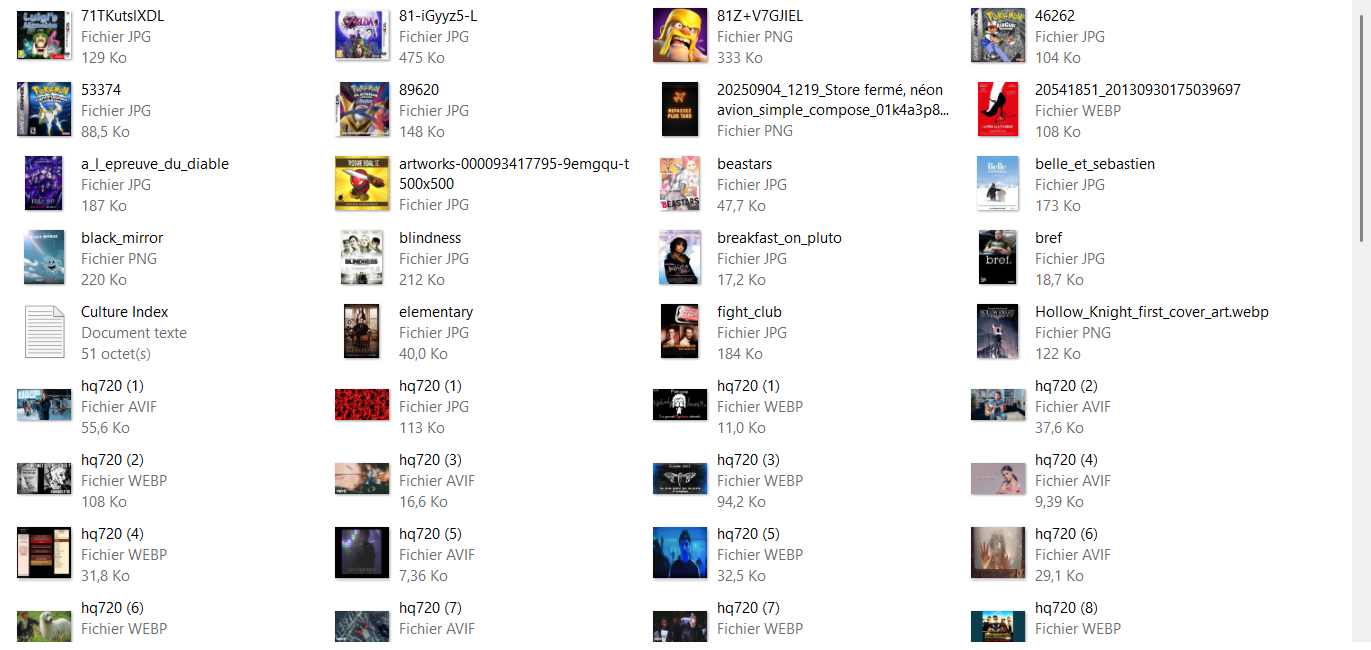 71TKutsIXDL
Fichier JPG
129 Ko
81-iGyyz5-L
Fichier JPG
475 Ko
81Z+V7GJIEL
Fichier PNG
333 Ko
46262
Fichier JPG
104 Ko
53374
Fichier JPG
88,5 Ko
89620
Fichier JPG
148 Ko
20250904_1219_Store fermé, néon
avion_simple_compose_01k4a3p8...
Fichier PNG
20541851_20130930175039697
Fichier WEBP
108 Ko
a_l_epreuve_du_diable
Fichier JPG
187 Ko
artworks-000093417795-9emgqu-t
500x500
Fichier JPG
beastars
Fichier JPG
47,7 Ko
belle_et_sebastien
Fichier JPG
173 Ko
black_mirror
Fichier PNG
220 Ko
blindness
Fichier JPG
212 Ko
breakfast_on_pluto
Fichier JPG
17,2 Ko
bref
Fichier JPG
18,7 Ko
Culture Index
Document texte
51 octet(s)
elementary
Fichier JPG
40,0 Ko
fight_club
Fichier JPG
184 Ko
Hollow_Knight_first_cover_art.webp
Fichier PNG
122 Ko
hq720 (1)
Fichier AVIF
55,6 Ko
hq720 (1)
Fichier JPG
113 Ko
hq720 (1)
Fichier WEBP
11,0 Ko
hq720 (2)
Fichier AVIF
37,6 Ko
hq720 (2)
Fichier WEBP
108 Ko
hq720 (3)
Fichier AVIF
16,6 Ko
hq720 (3)
Fichier WEBP
94,2 Ko
hq720 (4)
Fichier AVIF
9,39 Ko
hq720 (4)
Fichier WEBP
31,8 Ko
hq720 (5)
Fichier AVIF
7,36 Ko
hq720 (5)
Fichier WEBP
32,5 Ko
hq720 (6)
Fichier AVIF
29,1 Ko
hq720 (6)
Fichier WEBP
hq720 (7)
Fichier AVIF
hq720 (7)
Fichier WEBP
hq720 (8)
Fichier WEBP